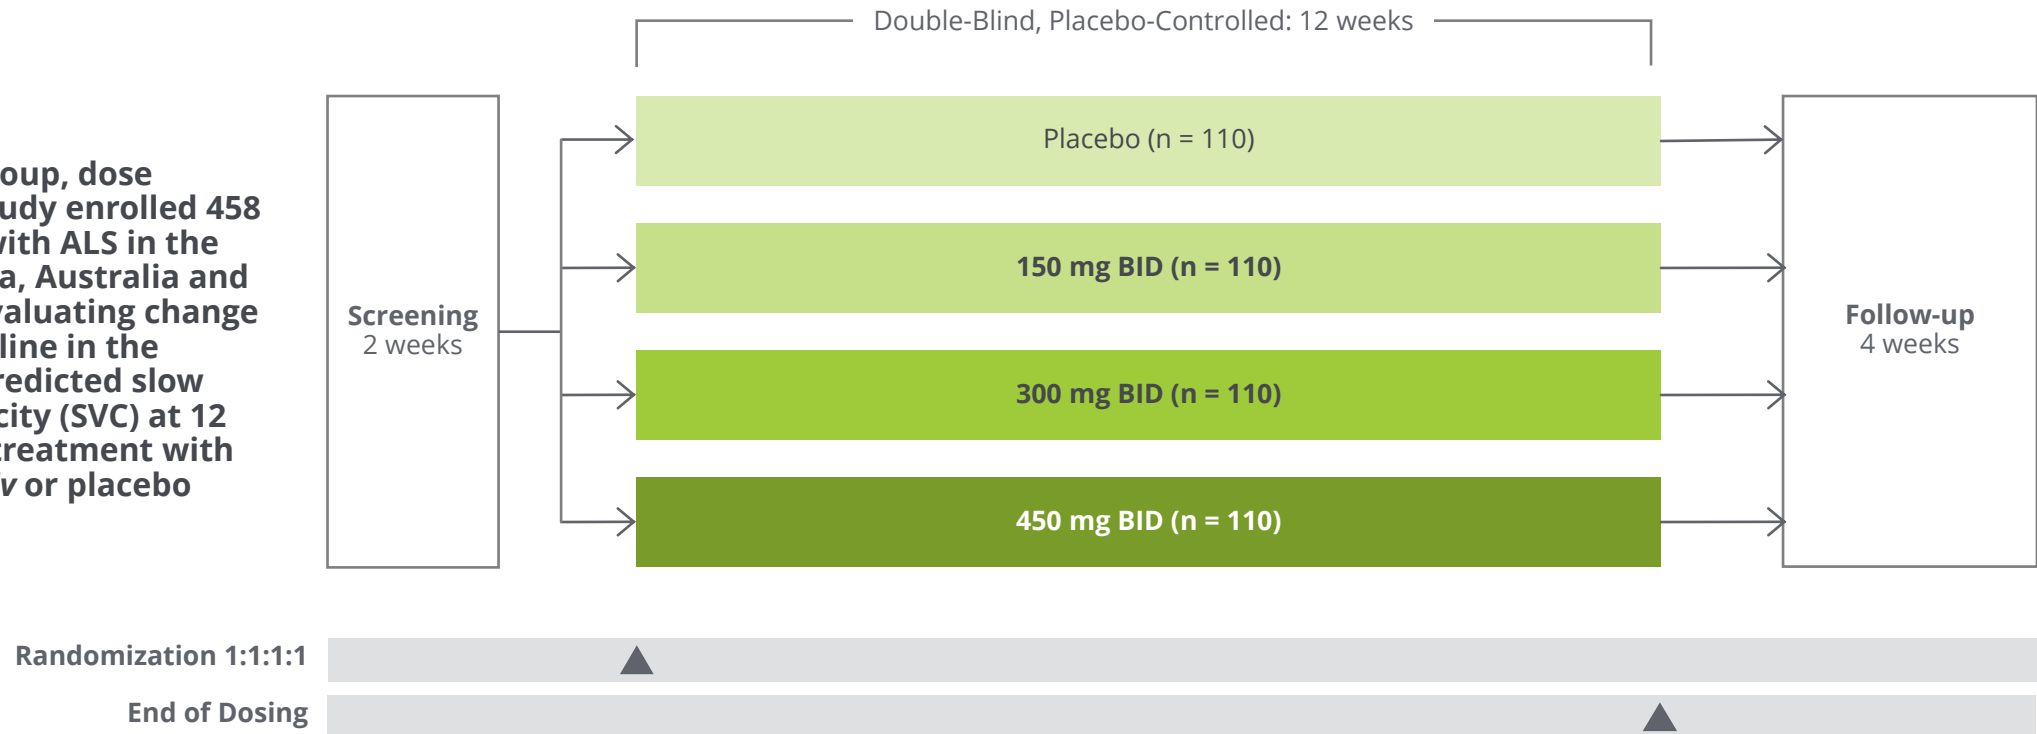 Double-Blind, Placebo-Controlled: 12 weeks
oup, dose
udy enrolled 458
with ALS in the
a, Australia and
valuating change
line in the
redicted slow
city (SVC) at 12
treatment with
v or placebo
Screening
2 weeks
Placebo (n = 110)
150 mg BID (n = 110)
300 mg BID (n = 110)
450 mg BID (n = 110)
Follow-up
4 weeks
Randomization 1:1:1:1
End of Dosing